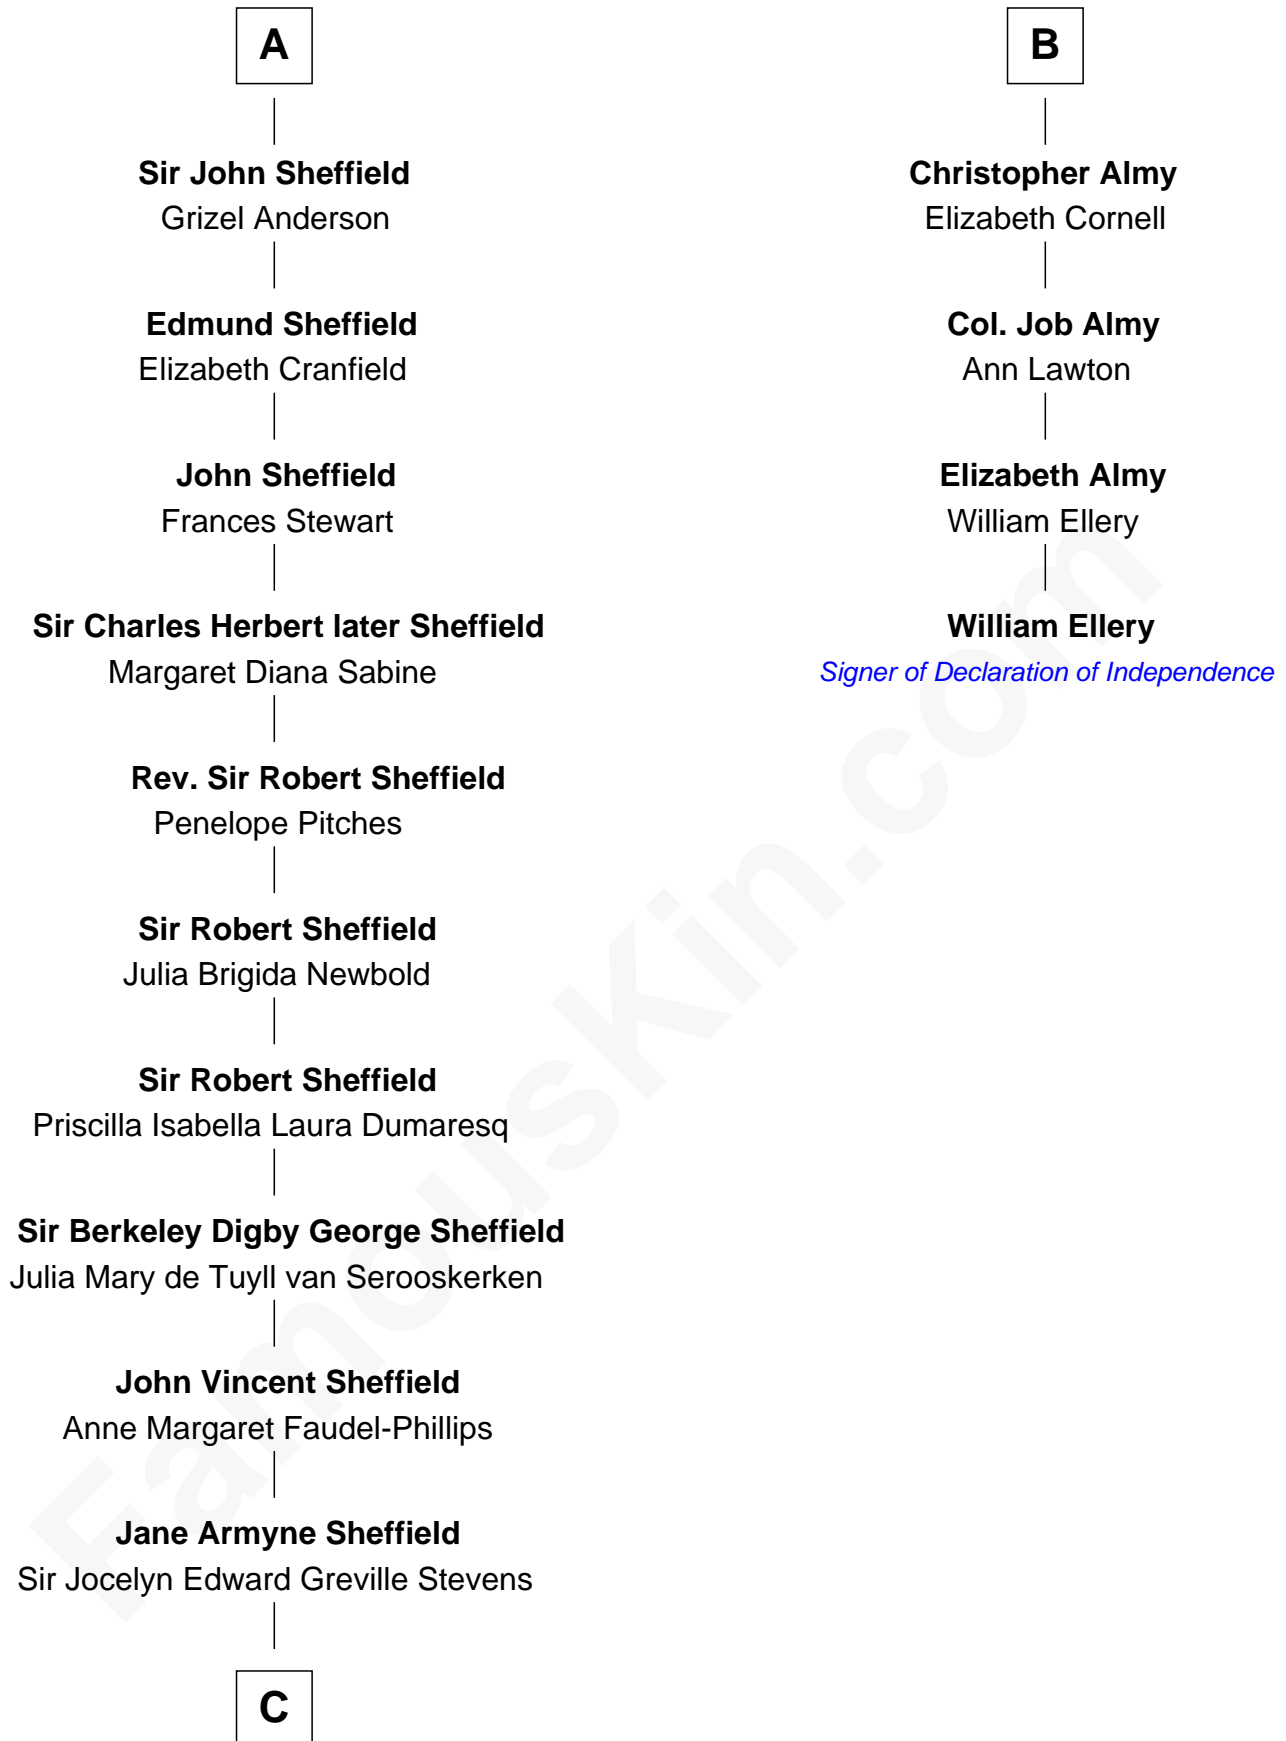 A
Sir John Sheffield
Grizel Anderson
Edmund Sheffield
Elizabeth Cranfield
John Sheffield
Frances Stewart
Sir Charles Herbert later Sheffield
Margaret Diana Sabine
Rev. Sir Robert Sheffield
Penelope Pitches
Sir Robert Sheffield
Julia Brigida Newbold
Sir Robert Sheffield
Priscilla Isabella Laura Dumaresq
Sir Berkeley Digby George Sheffield
Julia Mary de Tuyll van Serooskerken
John Vincent Sheffield
Anne Margaret Faudel-Phillips
Jane Armyne Sheffield
Sir Jocelyn Edward Greville Stevens
C
B
Christopher Almy
Elizabeth Cornell
Col. Job Almy
Ann Lawton
Elizabeth Almy
William Ellery
William Ellery
Signer of Declaration of Independence
FamousKin.com